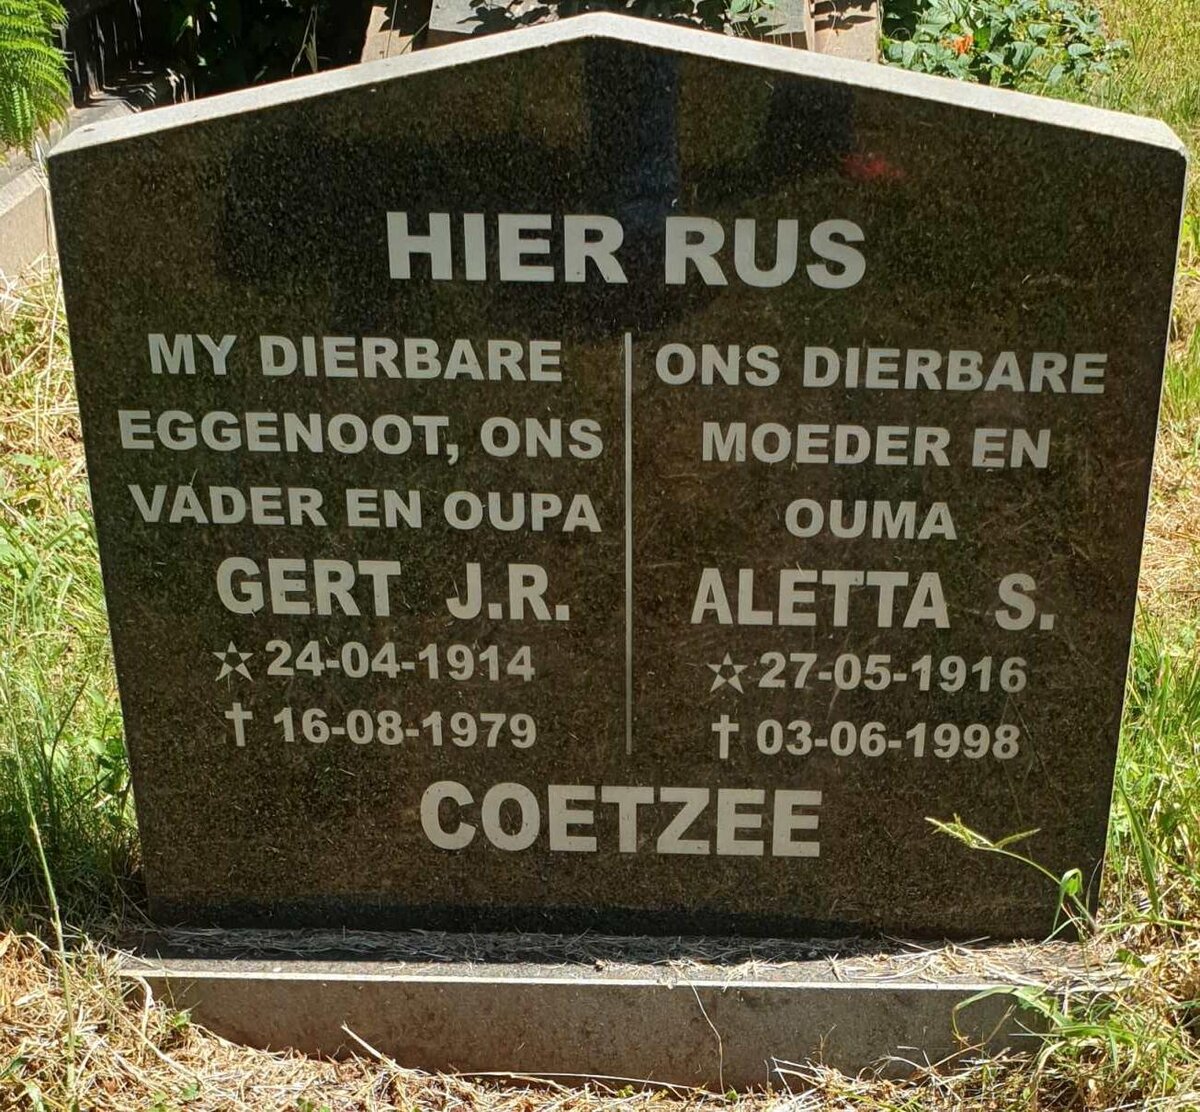 HIER RUS
MY DIERBARE
EGGENOOT, ONS
VADER EN OUPA
GERT J.R.
☆ 24-04-1914
† 16-08-1979
ONS DIERBARE
MOEDER EN
OUMA
ALETTA S.
☆ 27-05-1916
† 03-06-1998
COETZEE